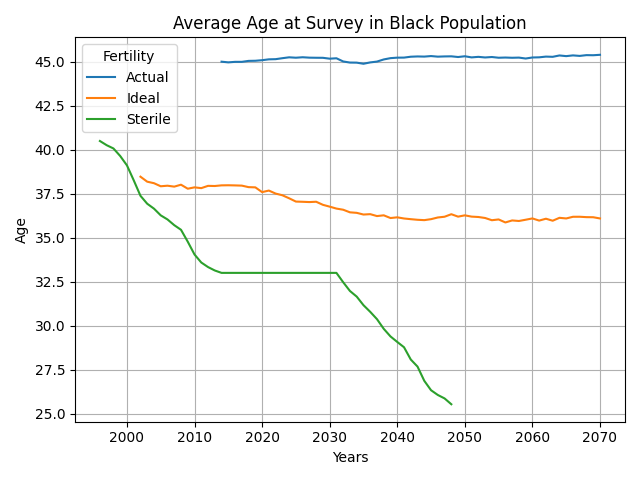 Average Age at Survey in Black Population
Fertility
Actual
Ideal
Sterile
Age
45.0
42.5
40.0
37.5
35.0
32.5
30.0
27.5
25.0
2000 2010 2020 2030 2040 2050 2060 2070
Years